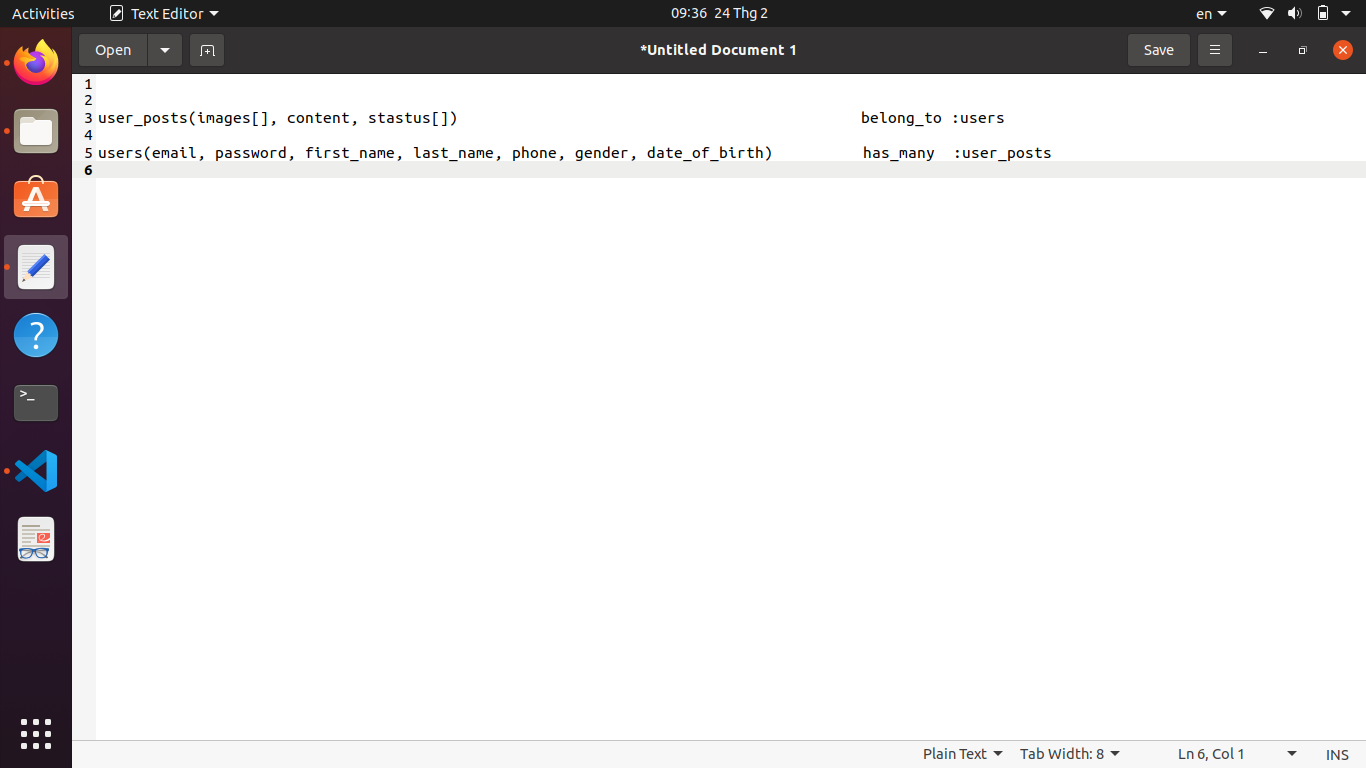 Activities Text Editor 09:36 24 Thg 2 en
Open *Untitled Document 1 Save
1
2
3 user_posts(images[], content, stastus[]) belong_to :users
4
5 users(email, password, first_name, last_name, phone, gender, date_of_birth) has_many :user_posts
6
>_
Plain Text Tab Width: 8 Ln 6, Col 1 INS